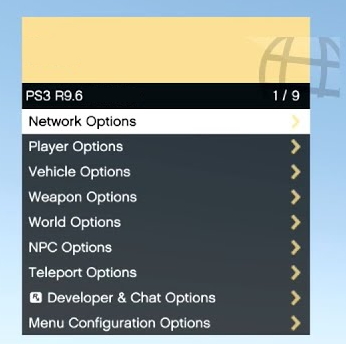 PS3 R9.6 1 / 9
Network Options
Player Options
Vehicle Options
Weapon Options
World Options
NPC Options
Teleport Options
Developer & Chat Options
Menu Configuration Options